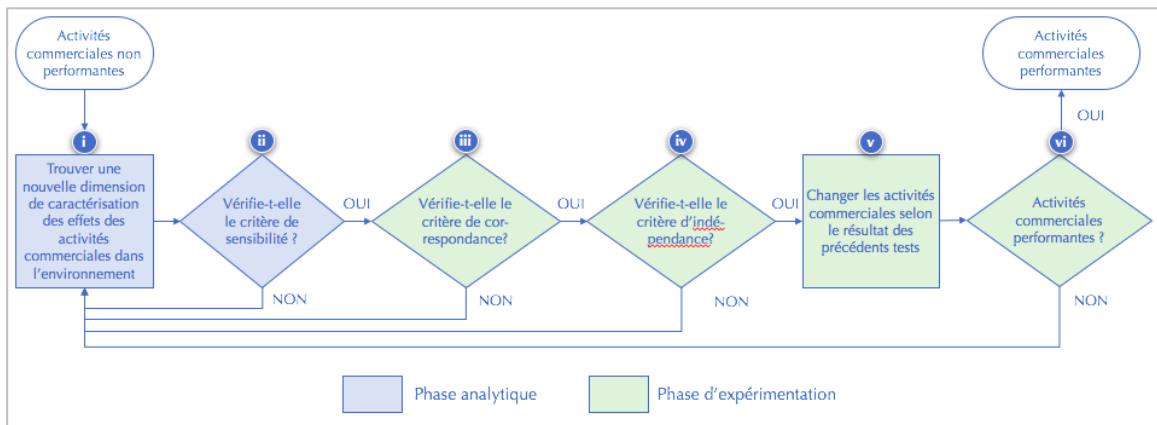 Activités
commerciales non
performantes
Activités
commerciales
performantes
OUI
i
ii
iii
iv
v
vi
Trouver une
nouvelle dimension
de caractérisation
des effets des
activités
commerciales dans
l'environnement
Vérifie-t-elle
le critère de
sensibilité ?
OUI
Vérifie-t-elle le
critère de cor-
respondance?
OUI
Vérifie-t-elle le
critère d'indé-
pendance?
OUI
Changer les activités
commerciales selon
le résultat des
précédents tests
Activités
commerciales
performantes ?
NON
NON
NON
NON
Phase analytique
Phase d'expérimentation